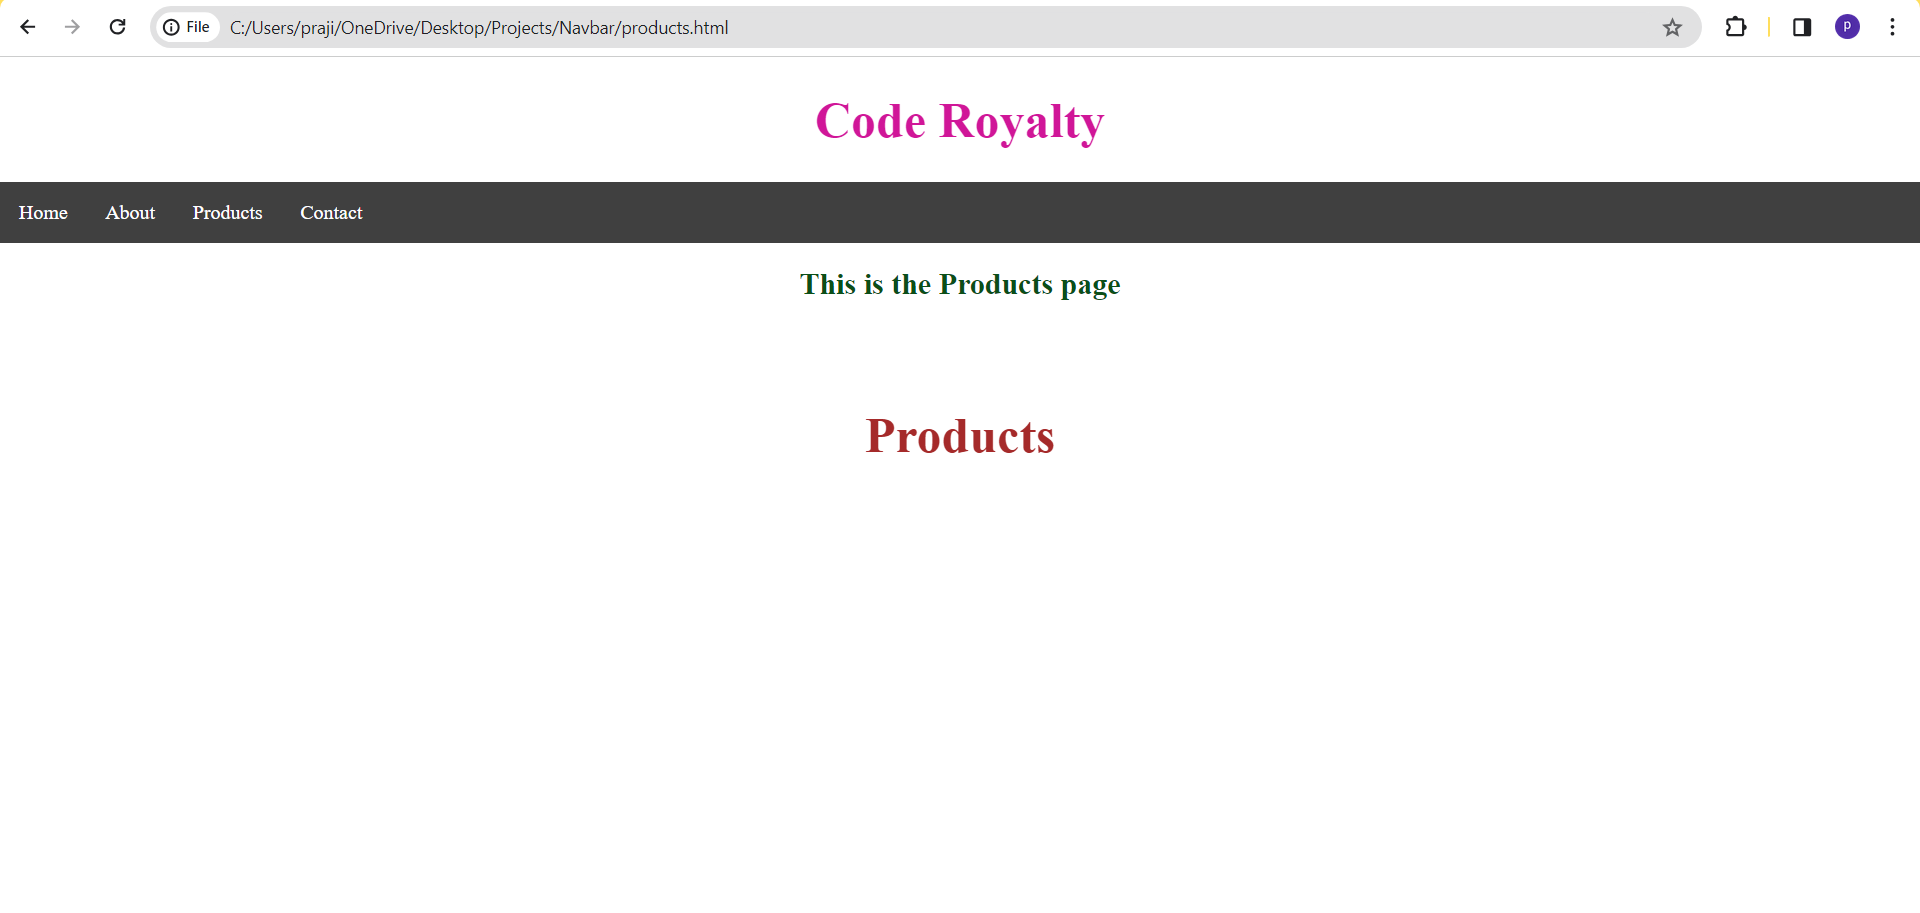 File C:/Users/praji/OneDrive/Desktop/Projects/Navbar/products.html
p
Code Royalty
Home About Products Contact
This is the Products page
Products